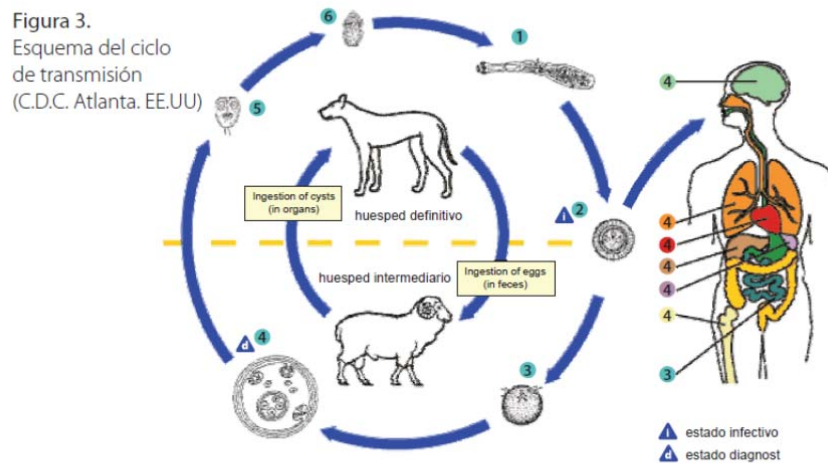 Figura 3.
Esquema del ciclo
de transmisión
(C.D.C. Atlanta. EE.UU)
6
1
5
4
Ingestion of cysts
(in organs)
huesped definitivo
i 2
huesped intermediario
Ingestion of eggs
(in feces)
4
4
4
4
4
3
d 4
3
i estado infectivo
d estado diagnost